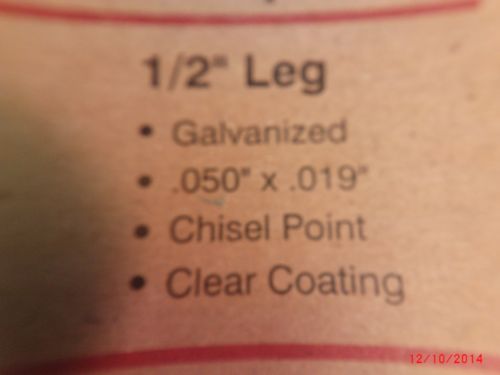 1/2" Leg
• Galvanized
• .050" x .019"
• Chisel Point
• Clear Coating
12/10/2014